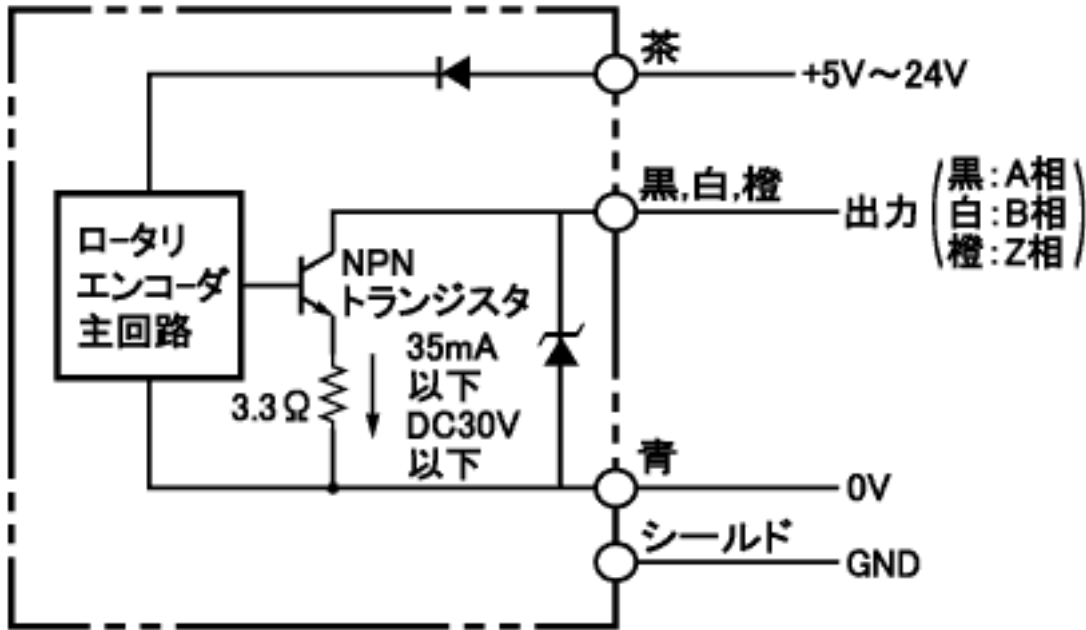 茶
+5V～24V
黒,白,橙
出力
黒:A相
白:B相
橙:Z相
ロータリ
エンコーダ
主回路
NPN
トランジスタ
35mA
以下
DC30V
以下
3.3Ω
青
0V
シールド
GND